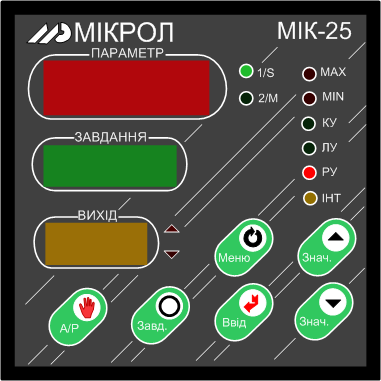 МІКРОЛ
МІК-25
ПАРАМЕТР
1/S
2/M
MAX
MIN
КУ
ЛУ
РУ
ІНТ
ЗАВДАННЯ
ВИХІД
Меню
Знач.
А/Р
Завд.
Ввід
Знач.